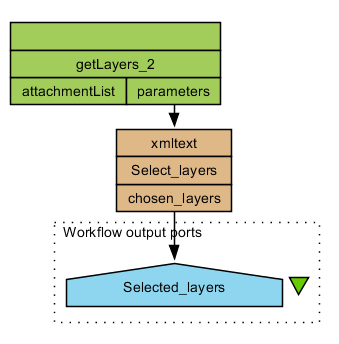 getLayers_2
attachmentList parameters
xmltext
Select_layers
chosen_layers
Workflow output ports
Selected_layers